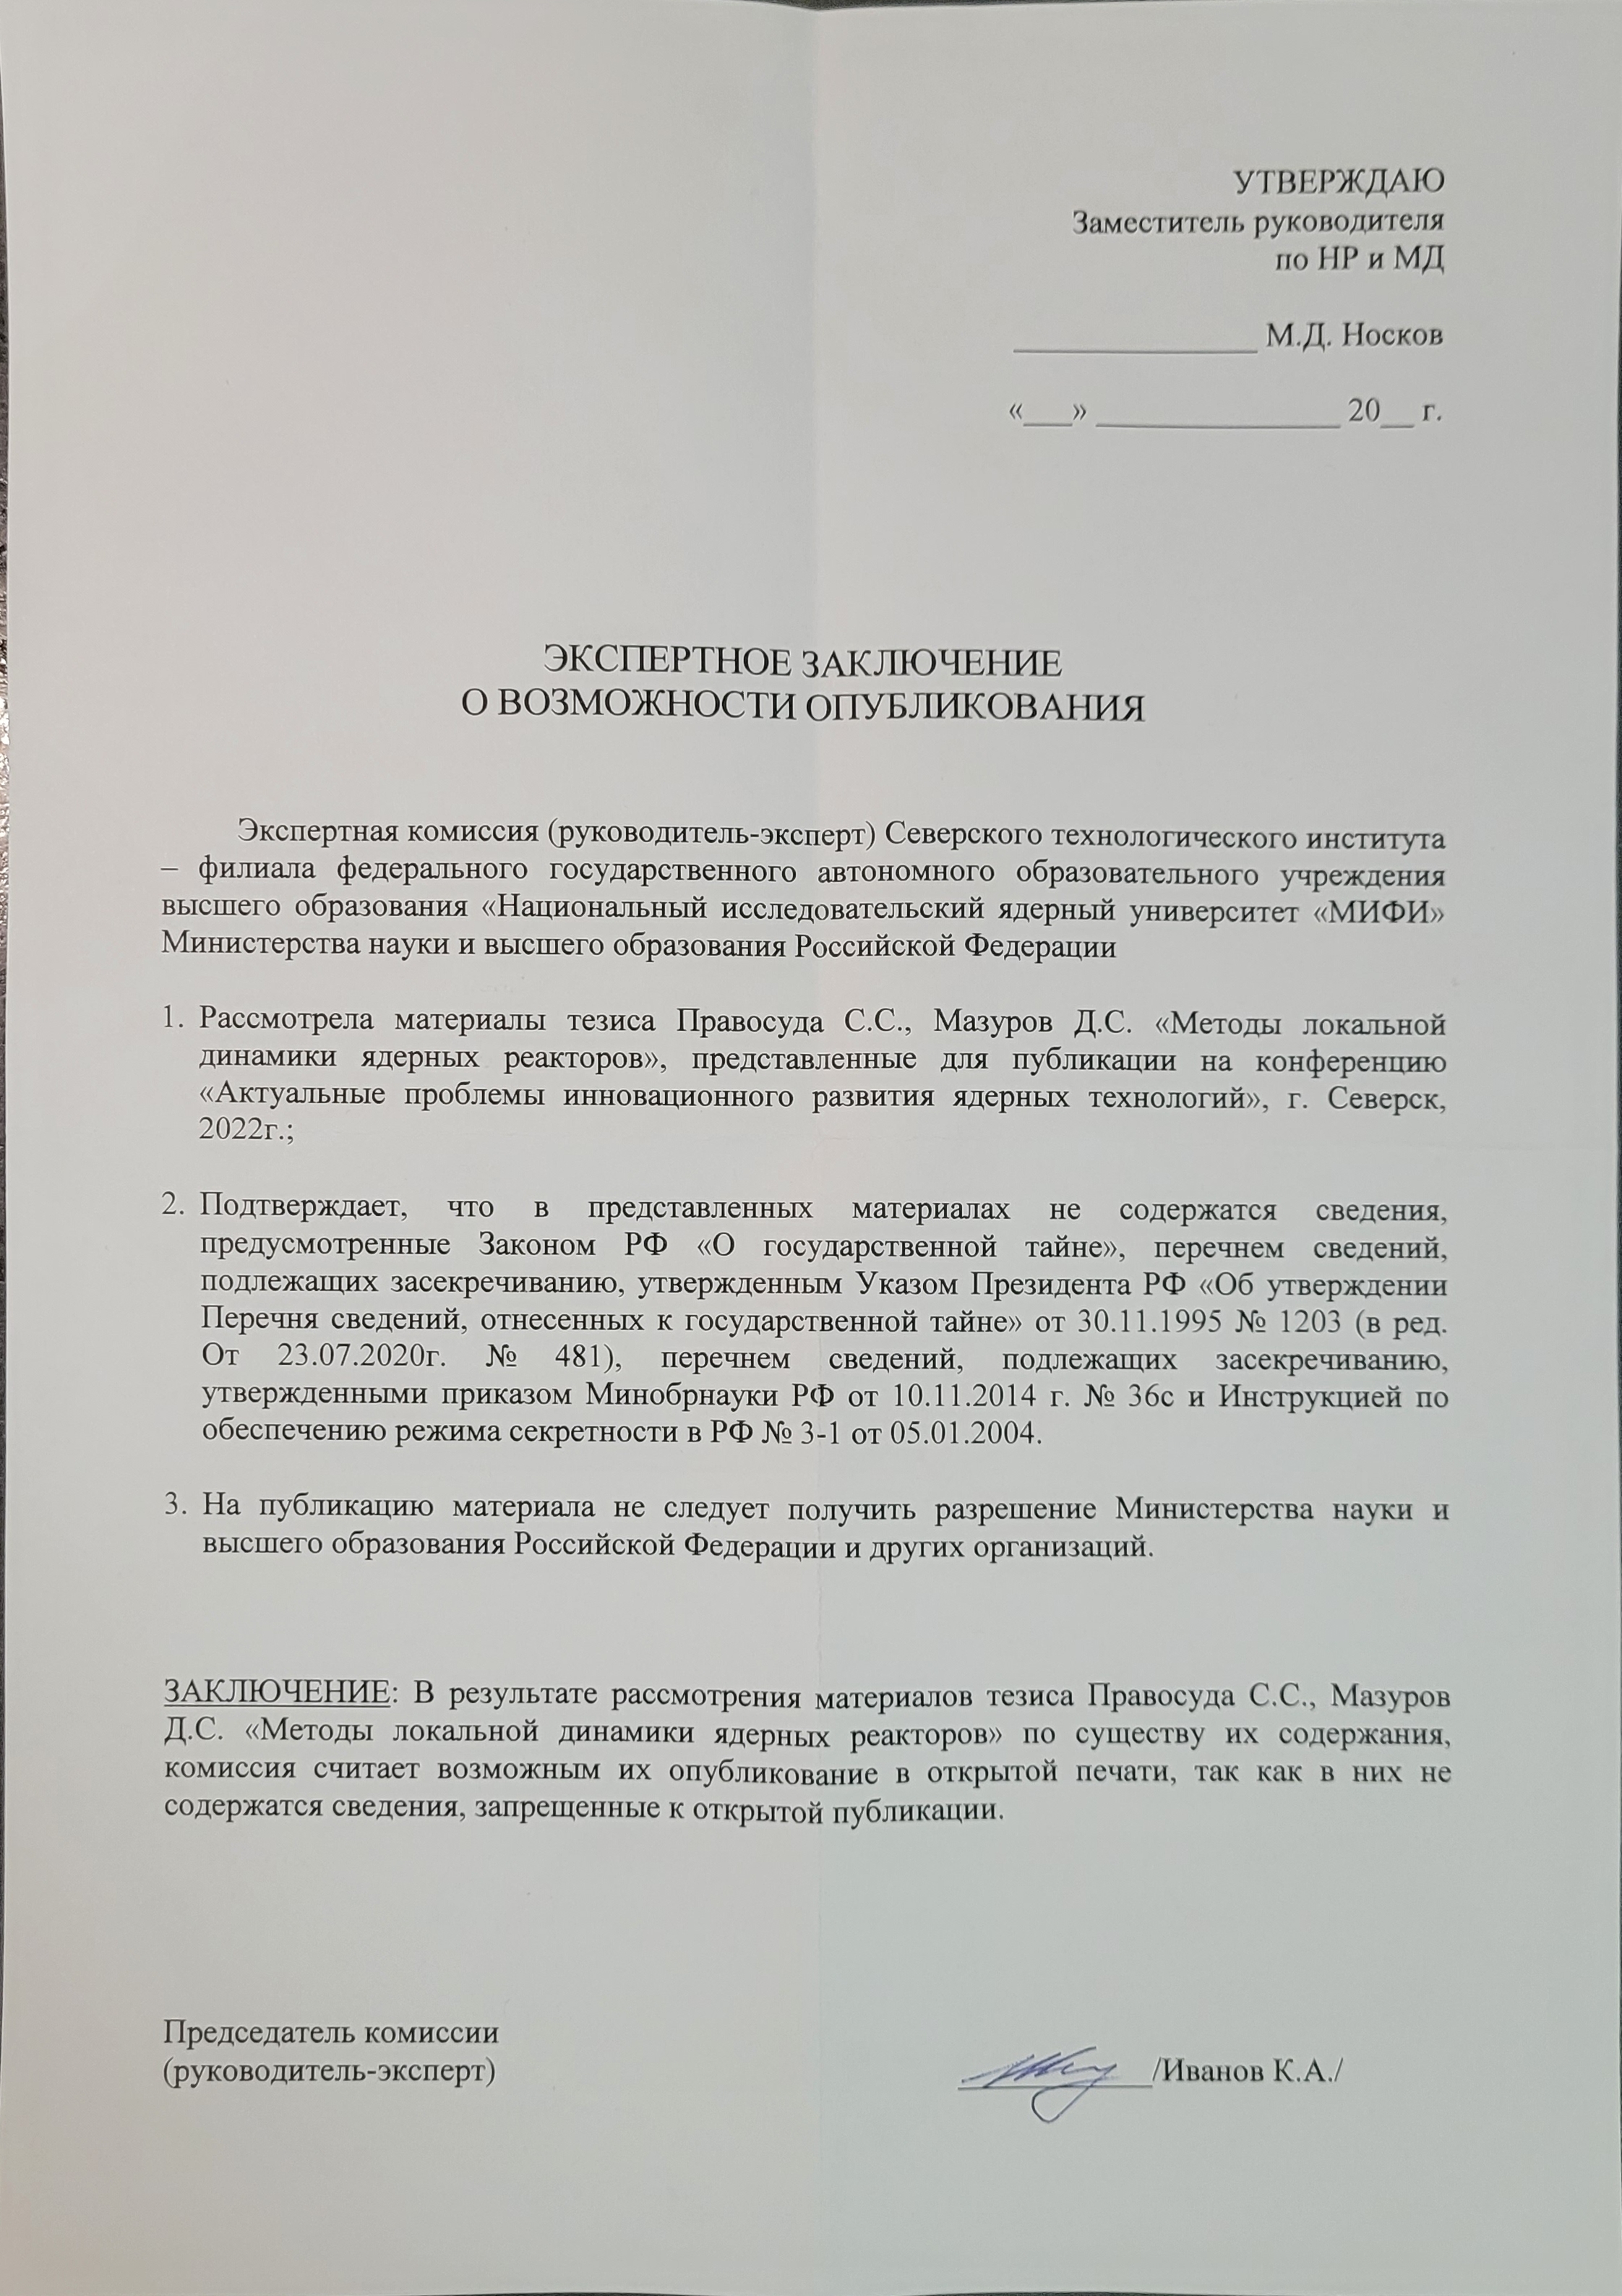 УТВЕРЖДАЮ
Заместитель руководителя
по НР и МД
_______________ М.Д. Носков
«___» _______________ 20__ г.
ЭКСПЕРТНОЕ ЗАКЛЮЧЕНИЕ
О ВОЗМОЖНОСТИ ОПУБЛИКОВАНИЯ
Экспертная комиссия (руководитель-эксперт) Северского технологического института
– филиала федерального государственного автономного образовательного учреждения
высшего образования «Национальный исследовательский ядерный университет «МИФИ»
Министерства науки и высшего образования Российской Федерации
1. Рассмотрела материалы тезиса Правосуда С.С., Мазуров Д.С. «Методы локальной
динамики ядерных реакторов», представленные для публикации на конференцию
«Актуальные проблемы инновационного развития ядерных технологий», г. Северск,
2022г.;
2. Подтверждает, что в представленных материалах не содержатся сведения,
предусмотренные Законом РФ «О государственной тайне», перечнем сведений,
подлежащих засекречиванию, утвержденным Указом Президента РФ «Об утверждении
Перечня сведений, отнесенных к государственной тайне» от 30.11.1995 № 1203 (в ред.
От 23.07.2020г. № 481), перечнем сведений, подлежащих засекречиванию,
утвержденными приказом Минобрнауки РФ от 10.11.2014 г. № 36с и Инструкцией по
обеспечению режима секретности в РФ № 3-1 от 05.01.2004.
3. На публикацию материала не следует получить разрешение Министерства науки и
высшего образования Российской Федерации и других организаций.
ЗАКЛЮЧЕНИЕ: В результате рассмотрения материалов тезиса Правосуда С.С., Мазуров
Д.С. «Методы локальной динамики ядерных реакторов» по существу их содержания,
комиссия считает возможным их опубликование в открытой печати, так как в них не
содержатся сведения, запрещенные к открытой публикации.
Председатель комиссии
(руководитель-эксперт) ____________/Иванов К.А./